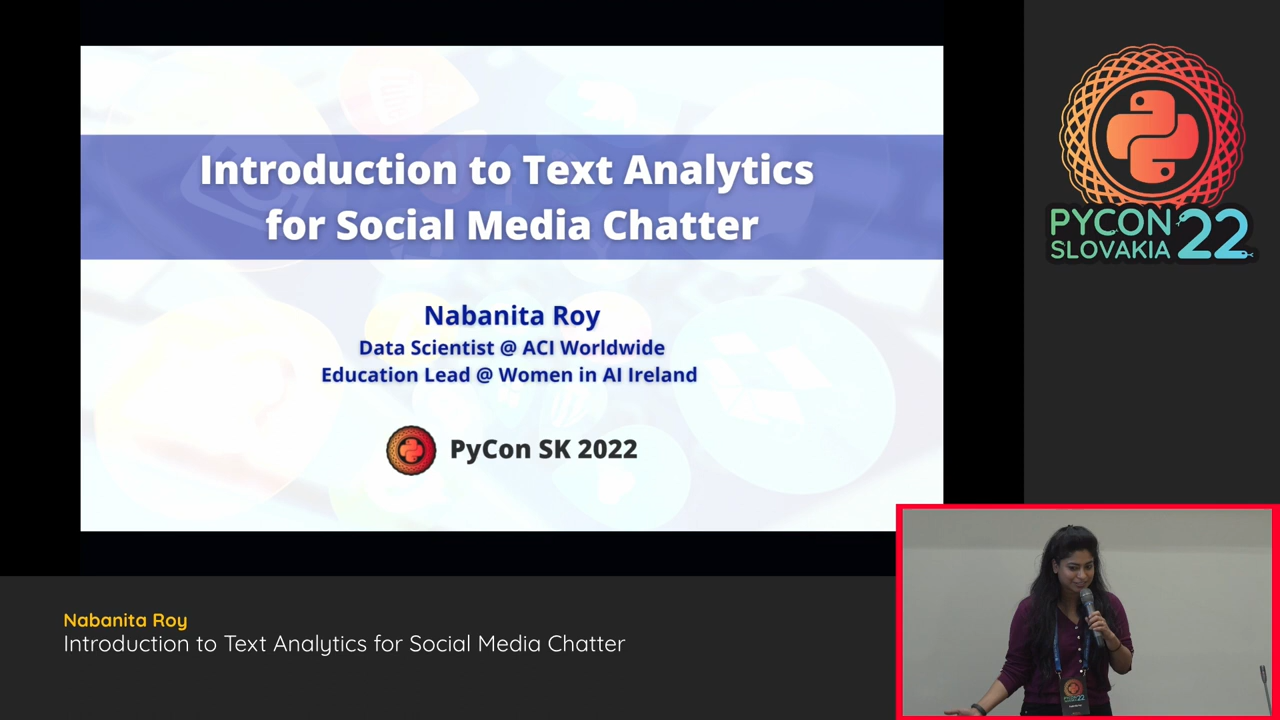 Introduction to Text Analytics
for Social Media Chatter
Nabanita Roy
Data Scientist @ ACI Worldwide
Education Lead @ Women in AI Ireland
PyCon SK 2022
PYCON 22
SLOVAKIA
Nabanita Roy
Introduction to Text Analytics for Social Media Chatter